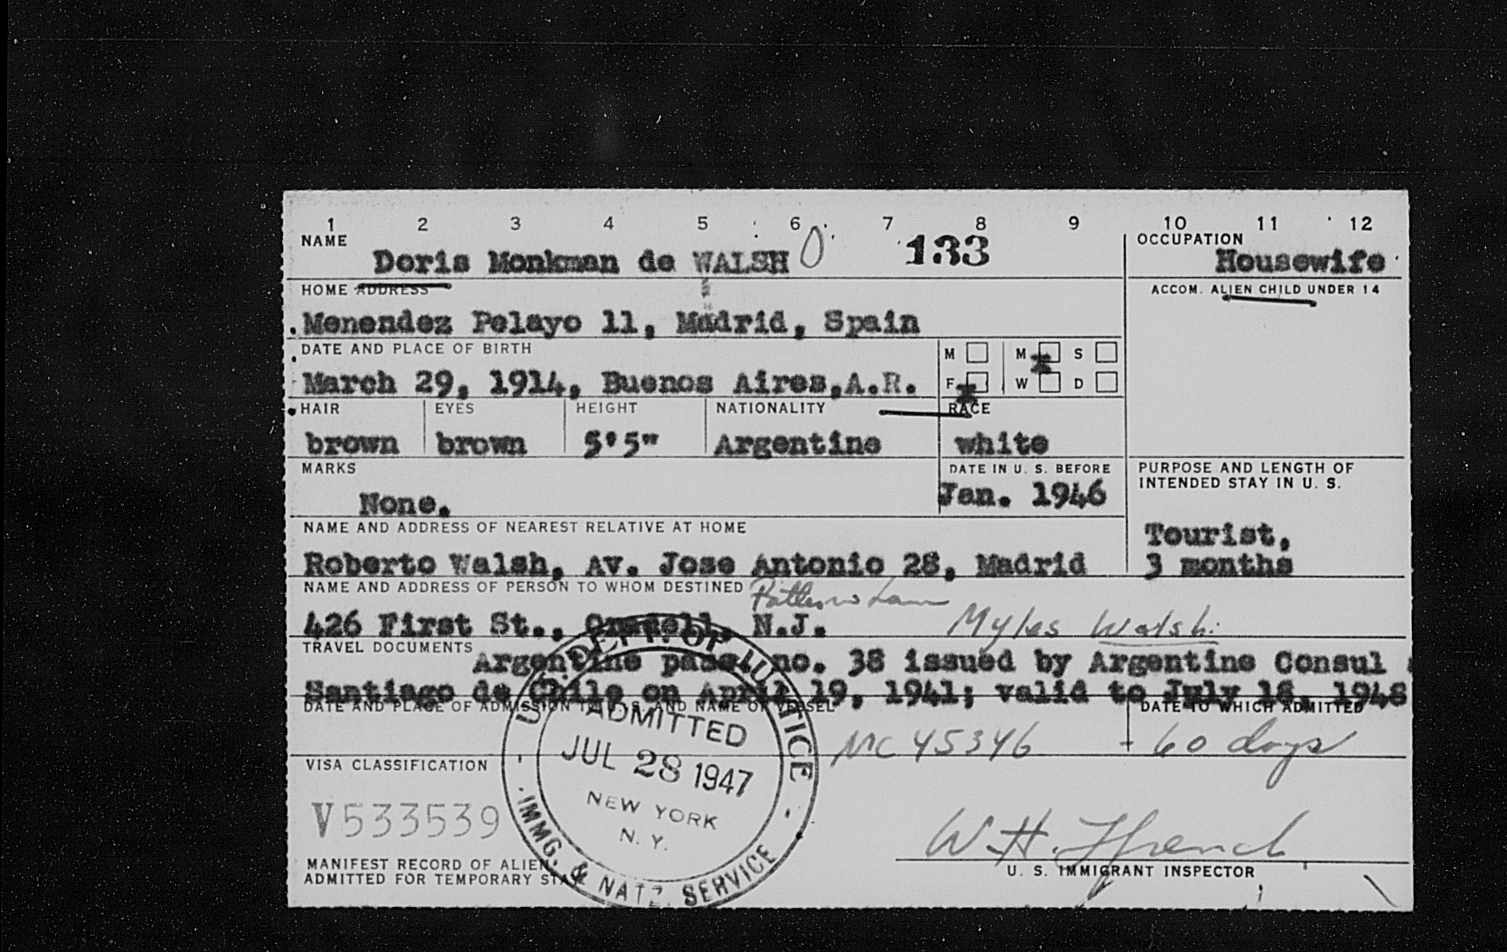 1 2 3 4 5 6 7 8 9 10 11 12
NAME
Doris Monkman de WALSH
133
OCCUPATION
Housewife
HOME ADDRESS
Menendez Pelayo 11, Madrid, Spain
ACCOM. ALIEN CHILD UNDER 14
DATE AND PLACE OF BIRTH
March 29, 1914, Buenos Aires, A.R.
M M S
F W D
HAIR EYES HEIGHT NATIONALITY RACE
brown brown 5'5" Argentine white
MARKS
None.
DATE IN U. S. BEFORE
Jan. 1946
PURPOSE AND LENGTH OF
INTENDED STAY IN U. S.
Tourist,
3 months
NAME AND ADDRESS OF NEAREST RELATIVE AT HOME
Roberto Walsh, Av. Jose Antonio 28, Madrid
NAME AND ADDRESS OF PERSON TO WHOM DESTINED
426 First St., Oradell, N.J.
Myles Walsh
TRAVEL DOCUMENTS
Argentine pass. no. 38 issued by Argentine Consul
Santiago de Chile on April 19, 1941; valid to July 18, 1948
DATE AND PLACE OF ADMISSION IN U. S. AND NAME OF VESSEL
DATE TO WHICH ADMITTED
NC 45346 - 60 days
VISA CLASSIFICATION
V533539
U. S. DEPT. OF JUSTICE
ADMITTED
JUL 28 1947
NEW YORK
N. Y.
IMMG. & NATZ. SERVICE
W. H. Ffrench
U. S. IMMIGRANT INSPECTOR
MANIFEST RECORD OF ALIEN
ADMITTED FOR TEMPORARY STAY